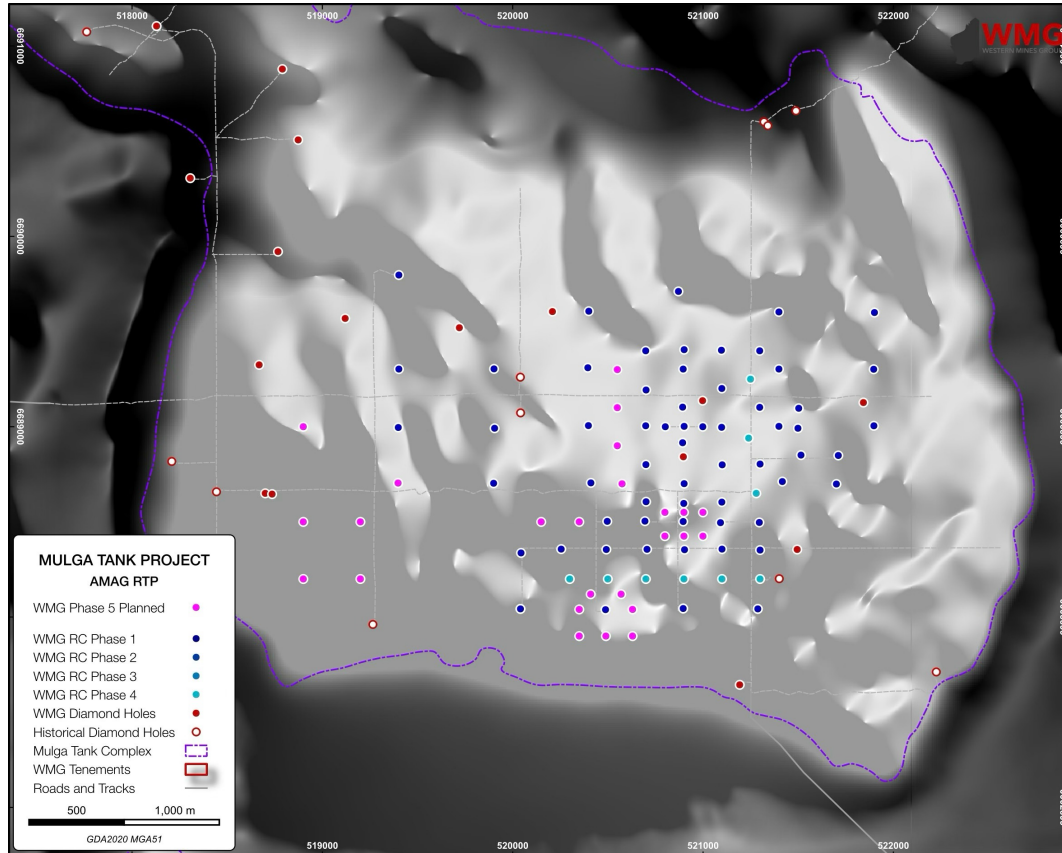 518000
519000
520000
521000
522000
WMG
WESTERN MINES GROUP
6691000
6690000
6689000
MULGA TANK PROJECT
AMAG RTP
WMG Phase 5 Planned
WMG RC Phase 1
WMG RC Phase 2
WMG RC Phase 3
WMG RC Phase 4
WMG Diamond Holes
Historical Diamond Holes
Mulga Tank Complex
WMG Tenements
Roads and Tracks
500
1,000 m
GDA2020 MGA51
519000
520000
521000
522000